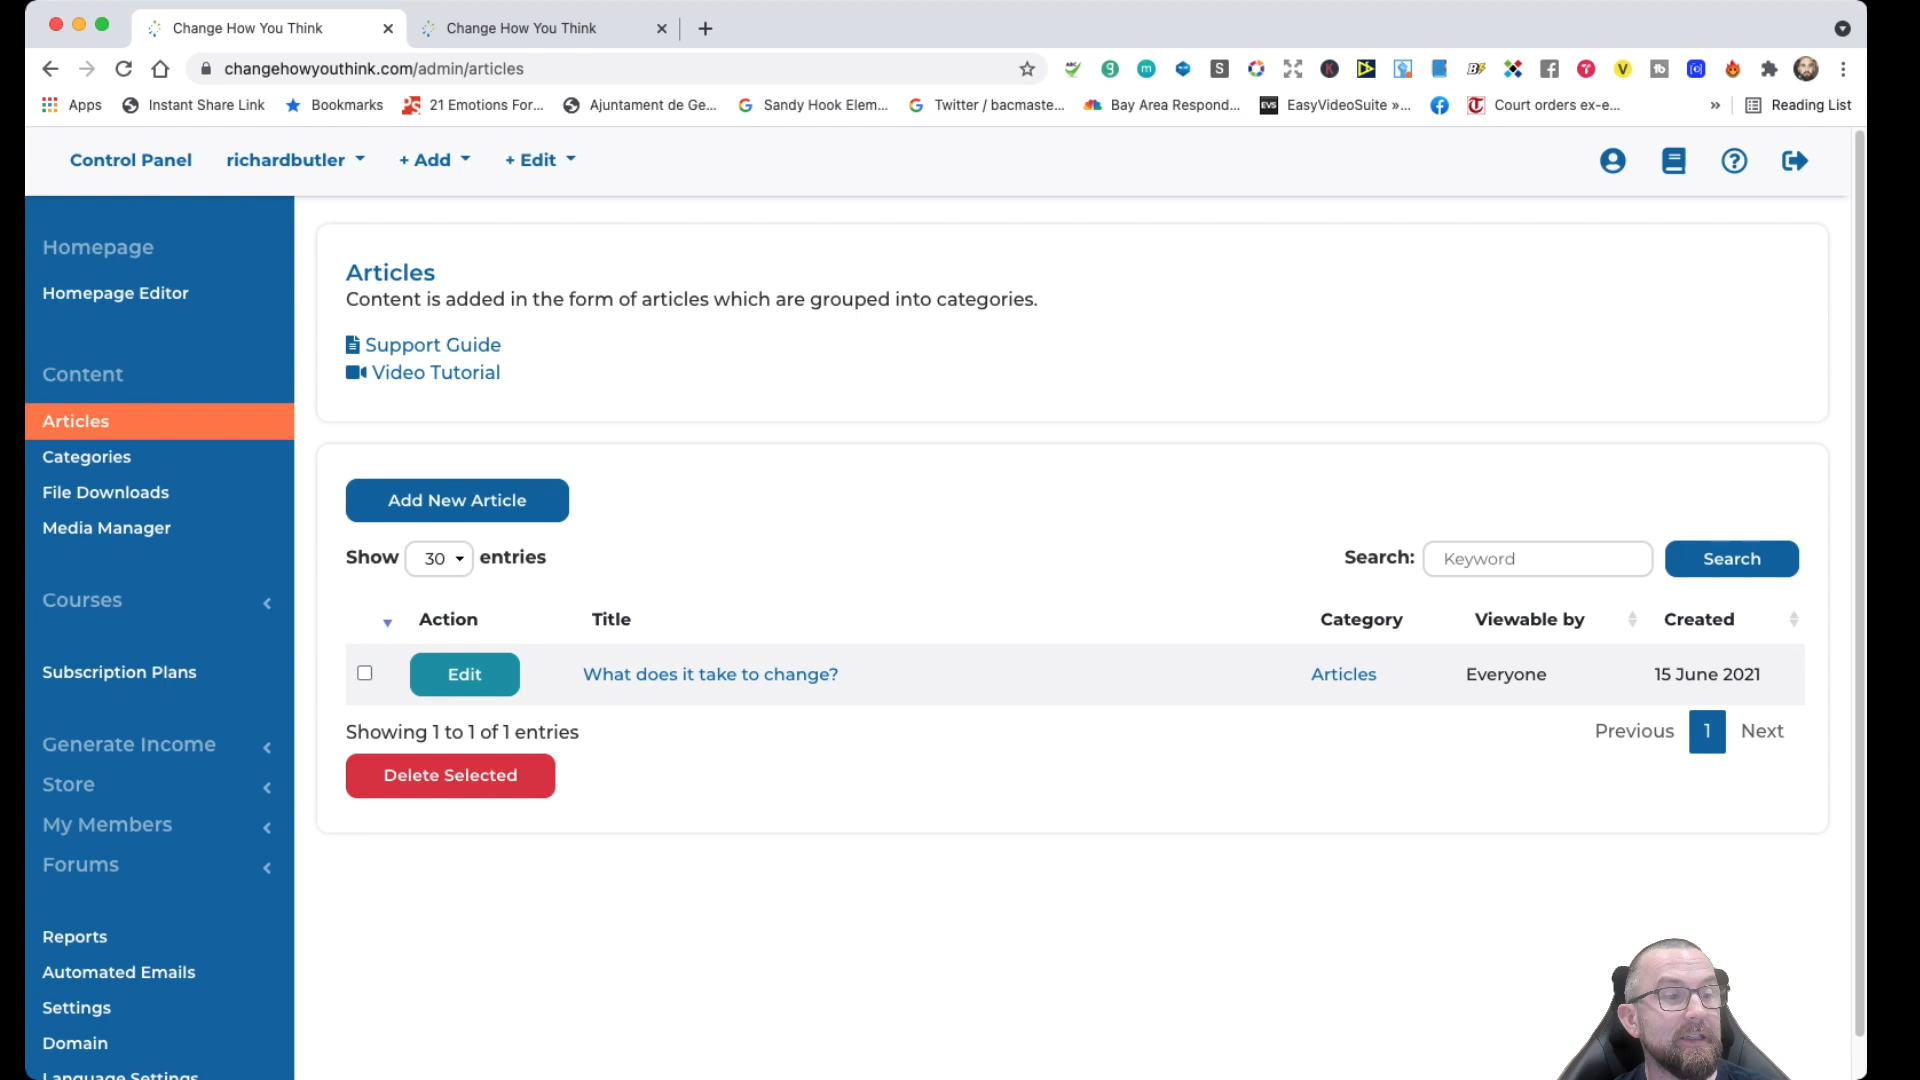 Change How You Think
Change How You Think
changehowyouthink.com/admin/articles
Apps
Instant Share Link
Bookmarks
21 Emotions For...
Ajuntament de Ge...
Sandy Hook Elem...
Twitter / bacmaste...
Bay Area Respond...
EVS
EasyVideoSuite »...
Court orders ex-e...
»
Reading List
Control Panel
richardbutler
+ Add
+ Edit
Homepage
Homepage Editor
Content
Articles
Categories
File Downloads
Media Manager
Courses
Subscription Plans
Generate Income
Store
My Members
Forums
Reports
Automated Emails
Settings
Domain
Language Settings
Articles
Content is added in the form of articles which are grouped into categories.
Support Guide
Video Tutorial
Add New Article
Show 30 entries
Search: Keyword Search
Action Title Category Viewable by Created
Edit What does it take to change? Articles Everyone 15 June 2021
Showing 1 to 1 of 1 entries
Previous 1 Next
Delete Selected